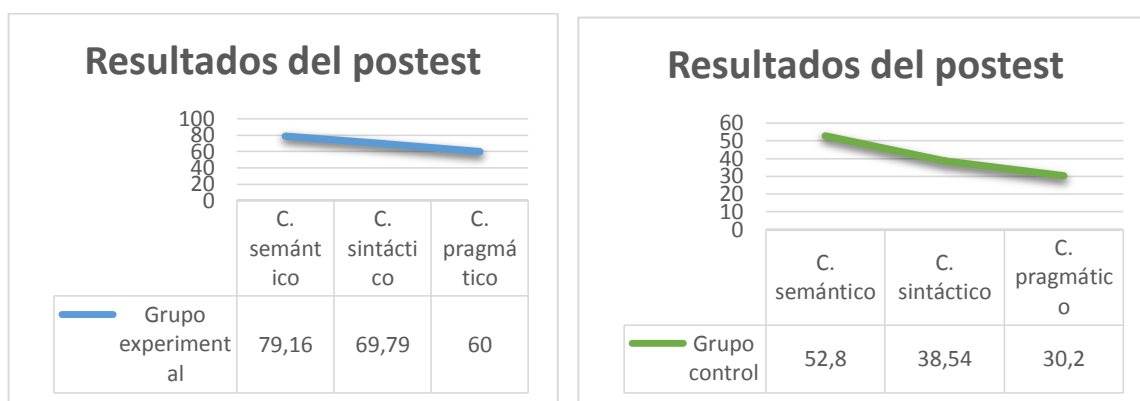 Resultados del postest
100
80
60
40
20
0
C.
semánt
ico
C.
sintácti
co
C.
pragmá
tico
Grupo
experiment
al
79,16
69,79
60
Resultados del postest
60
50
40
30
20
10
0
C.
semántico
C.
sintáctico
C.
pragmátic
o
Grupo
control
52,8
38,54
30,2